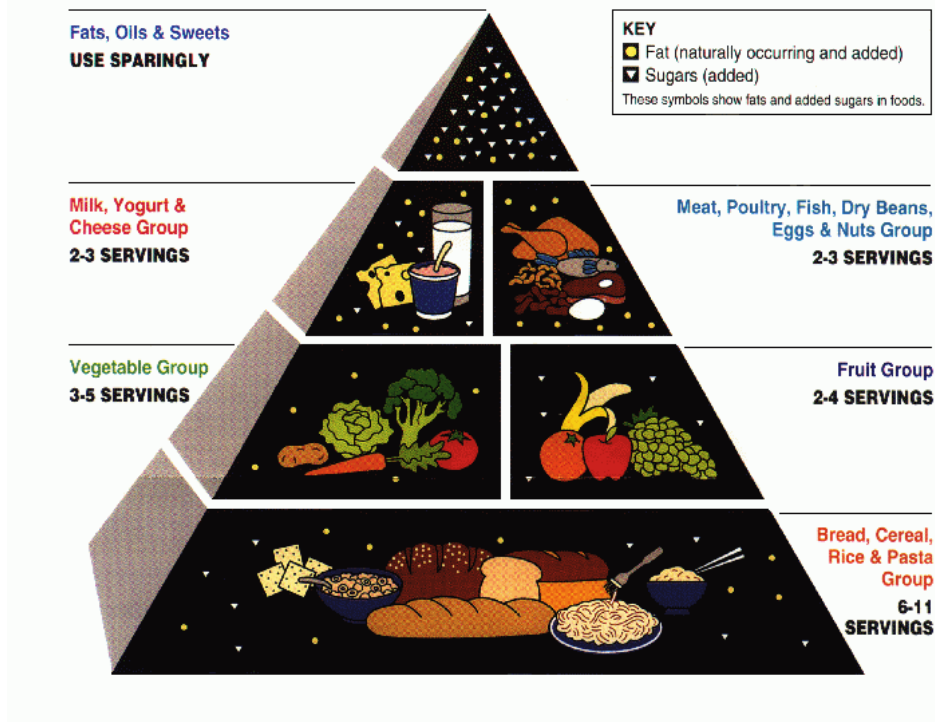 Fats, Oils & Sweets
USE SPARINGLY
KEY
Fat (naturally occurring and added)
Sugars (added)
These symbols show fats and added sugars in foods.
Milk, Yogurt &
Cheese Group
2-3 SERVINGS
Meat, Poultry, Fish, Dry Beans,
Eggs & Nuts Group
2-3 SERVINGS
Vegetable Group
3-5 SERVINGS
Fruit Group
2-4 SERVINGS
Bread, Cereal,
Rice & Pasta
Group
6-11
SERVINGS